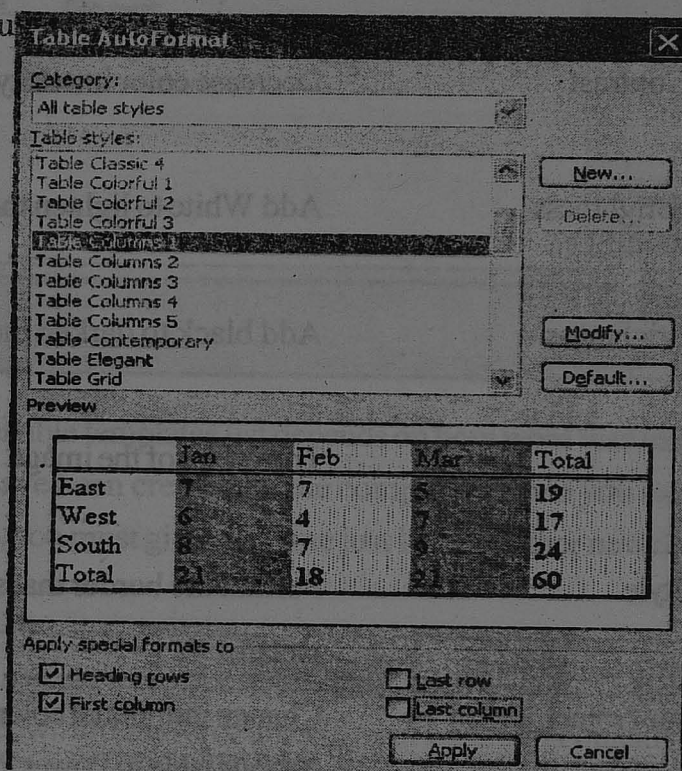 u
Table AutoFormat
Category:
All table styles
Table styles:
Table Classic 4
Table Colorful 1
Table Colorful 2
Table Colorful 3
Table Columns 1
Table Columns 2
Table Columns 3
Table Columns 4
Table Columns 5
Table Contemporary
Table Elegant
Table Grid
New...
Delete...
Modify...
Default...
Preview
Jan Feb Mar Total
East 7 7 5 19
West 6 4 7 17
South 8 7 9 24
Total 21 18 21 60
Apply special formats to
Heading rows
First column
Last row
Last column
Apply
Cancel